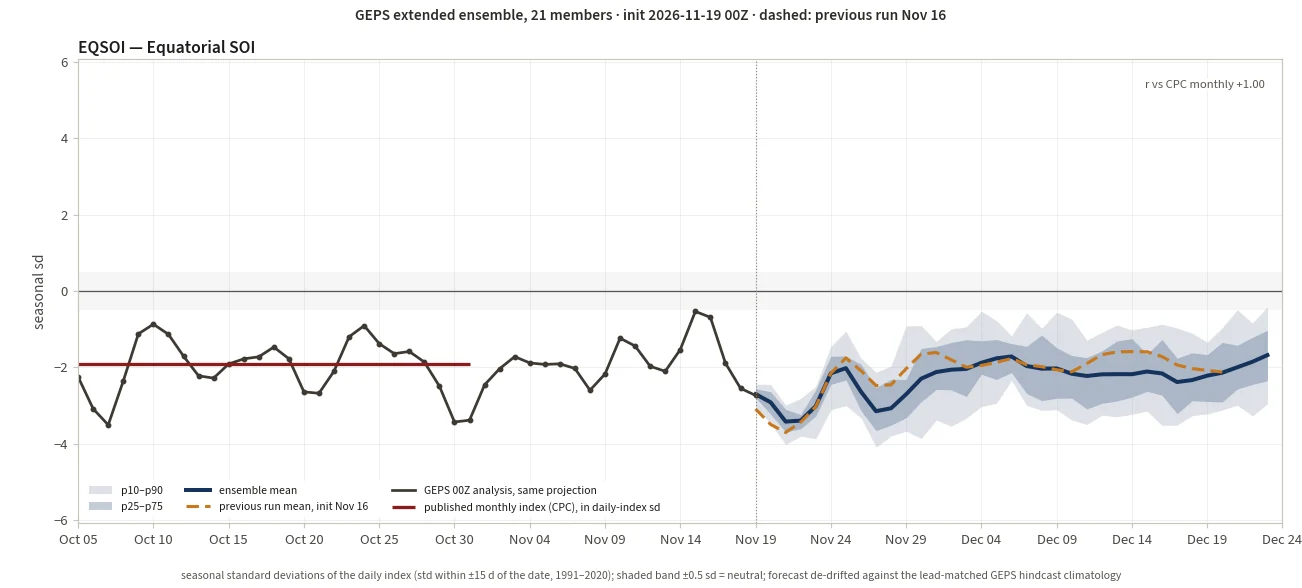 GEPS extended ensemble, 21 members · init 2026-11-19 00Z · dashed: previous run Nov 16
EQSOI — Equatorial SOI
r vs CPC monthly +1.00
seasonal sd
6
4
2
0
−2
−4
−6
p10–p90
p25–p75
ensemble mean
previous run mean, init Nov 16
GEPS 00Z analysis, same projection
published monthly index (CPC), in daily-index sd
Oct 05 Oct 10 Oct 15 Oct 20 Oct 25 Oct 30 Nov 04 Nov 09 Nov 14 Nov 19 Nov 24 Nov 29 Dec 04 Dec 09 Dec 14 Dec 19 Dec 24
seasonal standard deviations of the daily index (std within ±15 d of the date, 1991–2020); shaded band ±0.5 sd = neutral; forecast de-drifted against the lead-matched GEPS hindcast climatology